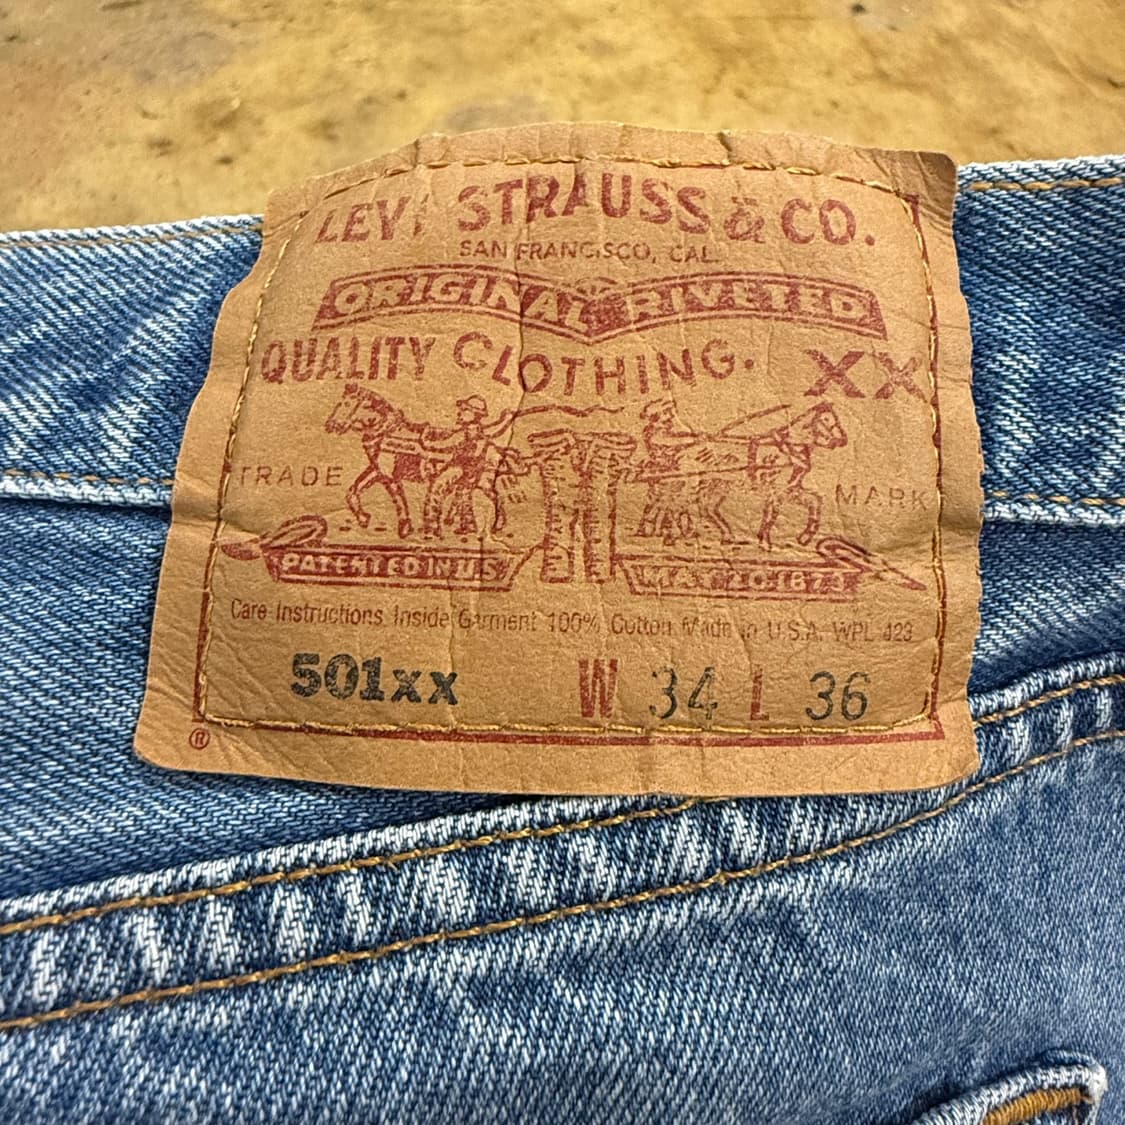 LEVI STRAUSS & CO.
SAN FRANCISCO, CAL.
ORIGINAL RIVETED
QUALITY CLOTHING. XX
TRADE MARK
PATENTED IN U.S. MAY 20 1873
Care Instructions Inside Garment 100% Cotton Made in U.S.A. WPL 423
501xx W 34 L 36
®